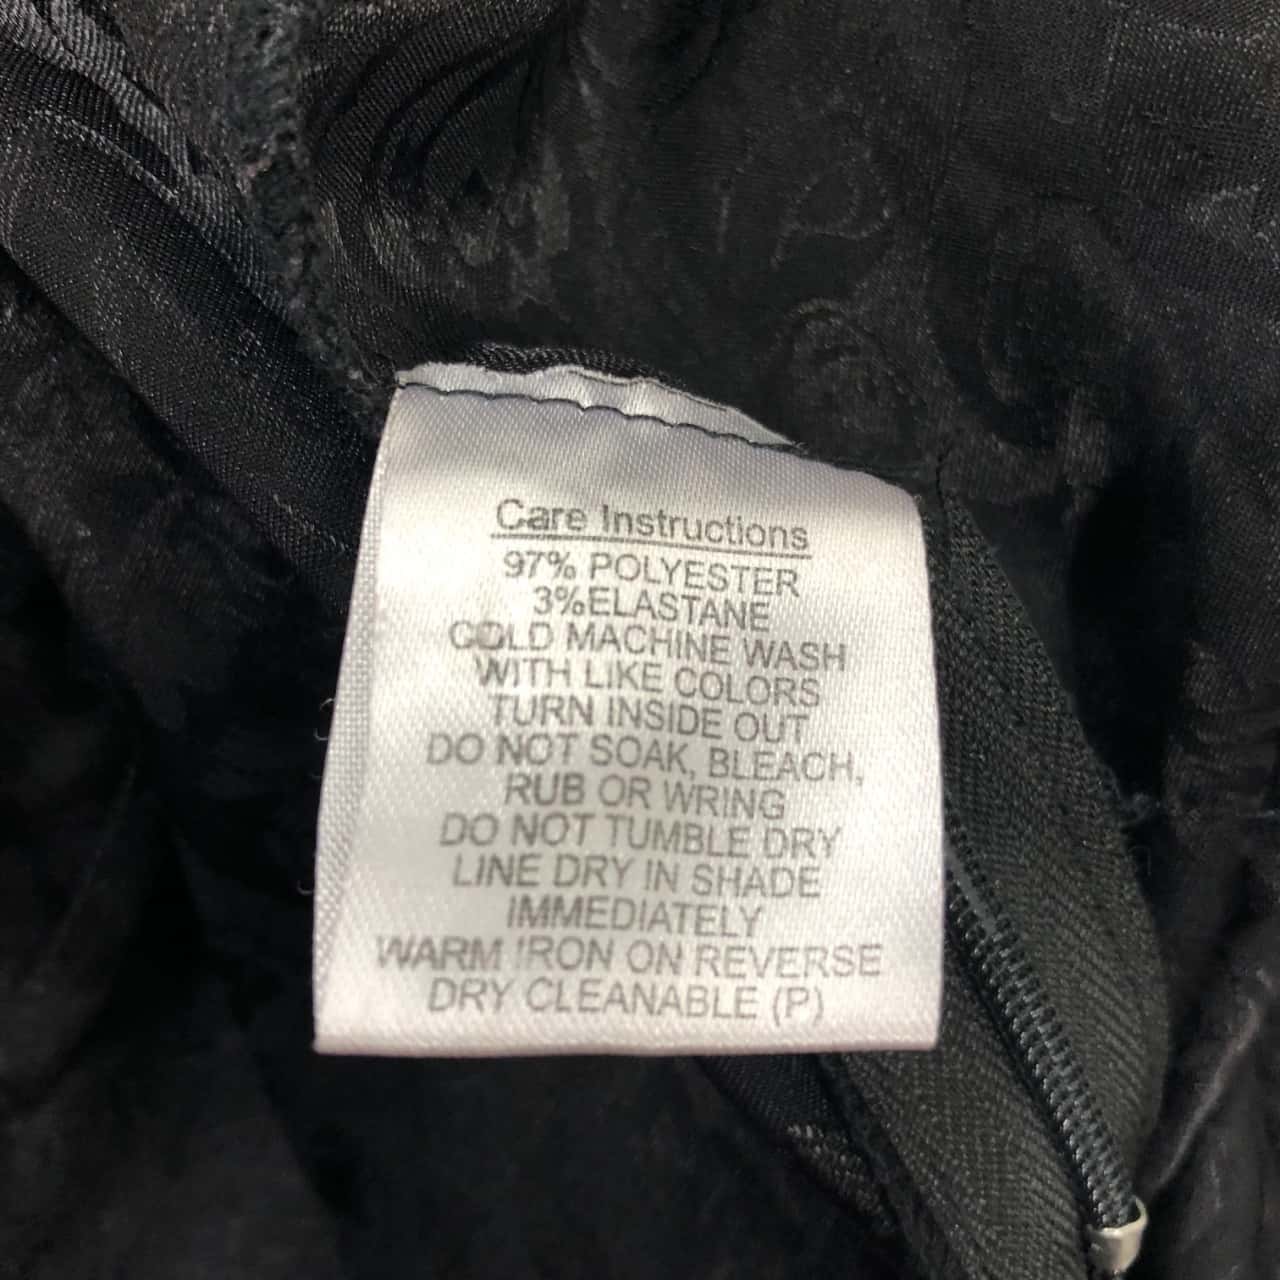 Care Instructions
97% POLYESTER
3%ELASTANE
COLD MACHINE WASH
WITH LIKE COLORS
TURN INSIDE OUT
DO NOT SOAK, BLEACH,
RUB OR WRING
DO NOT TUMBLE DRY
LINE DRY IN SHADE
IMMEDIATELY
WARM IRON ON REVERSE
DRY CLEANABLE (P)